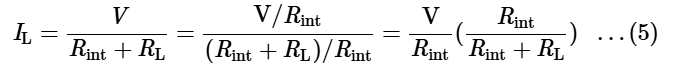 I_L = V / (R_int + R_L) = (V/R_int) / ((R_int + R_L)/R_int) = V/R_int (R_int / (R_int + R_L)) ...(5)